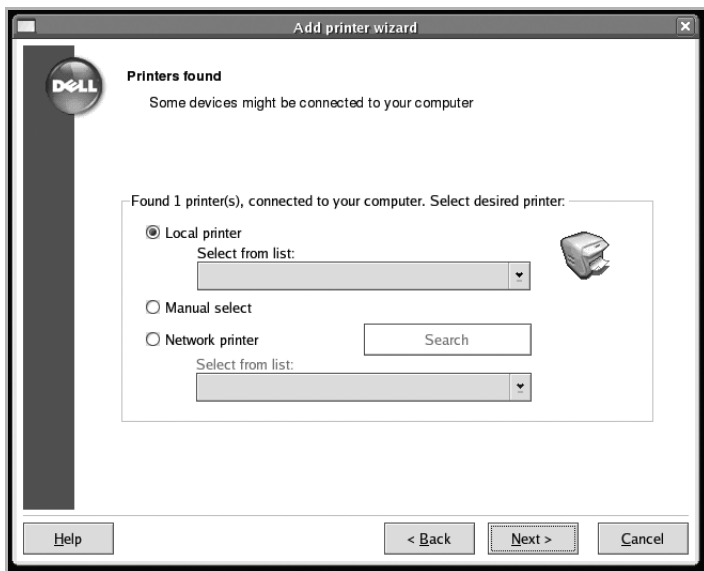 Add printer wizard
DELL
Printers found
Some devices might be connected to your computer
Found 1 printer(s), connected to your computer. Select desired printer:
Local printer
Select from list:
Manual select
Network printer
Search
Select from list:
Help
< Back
Next >
Cancel